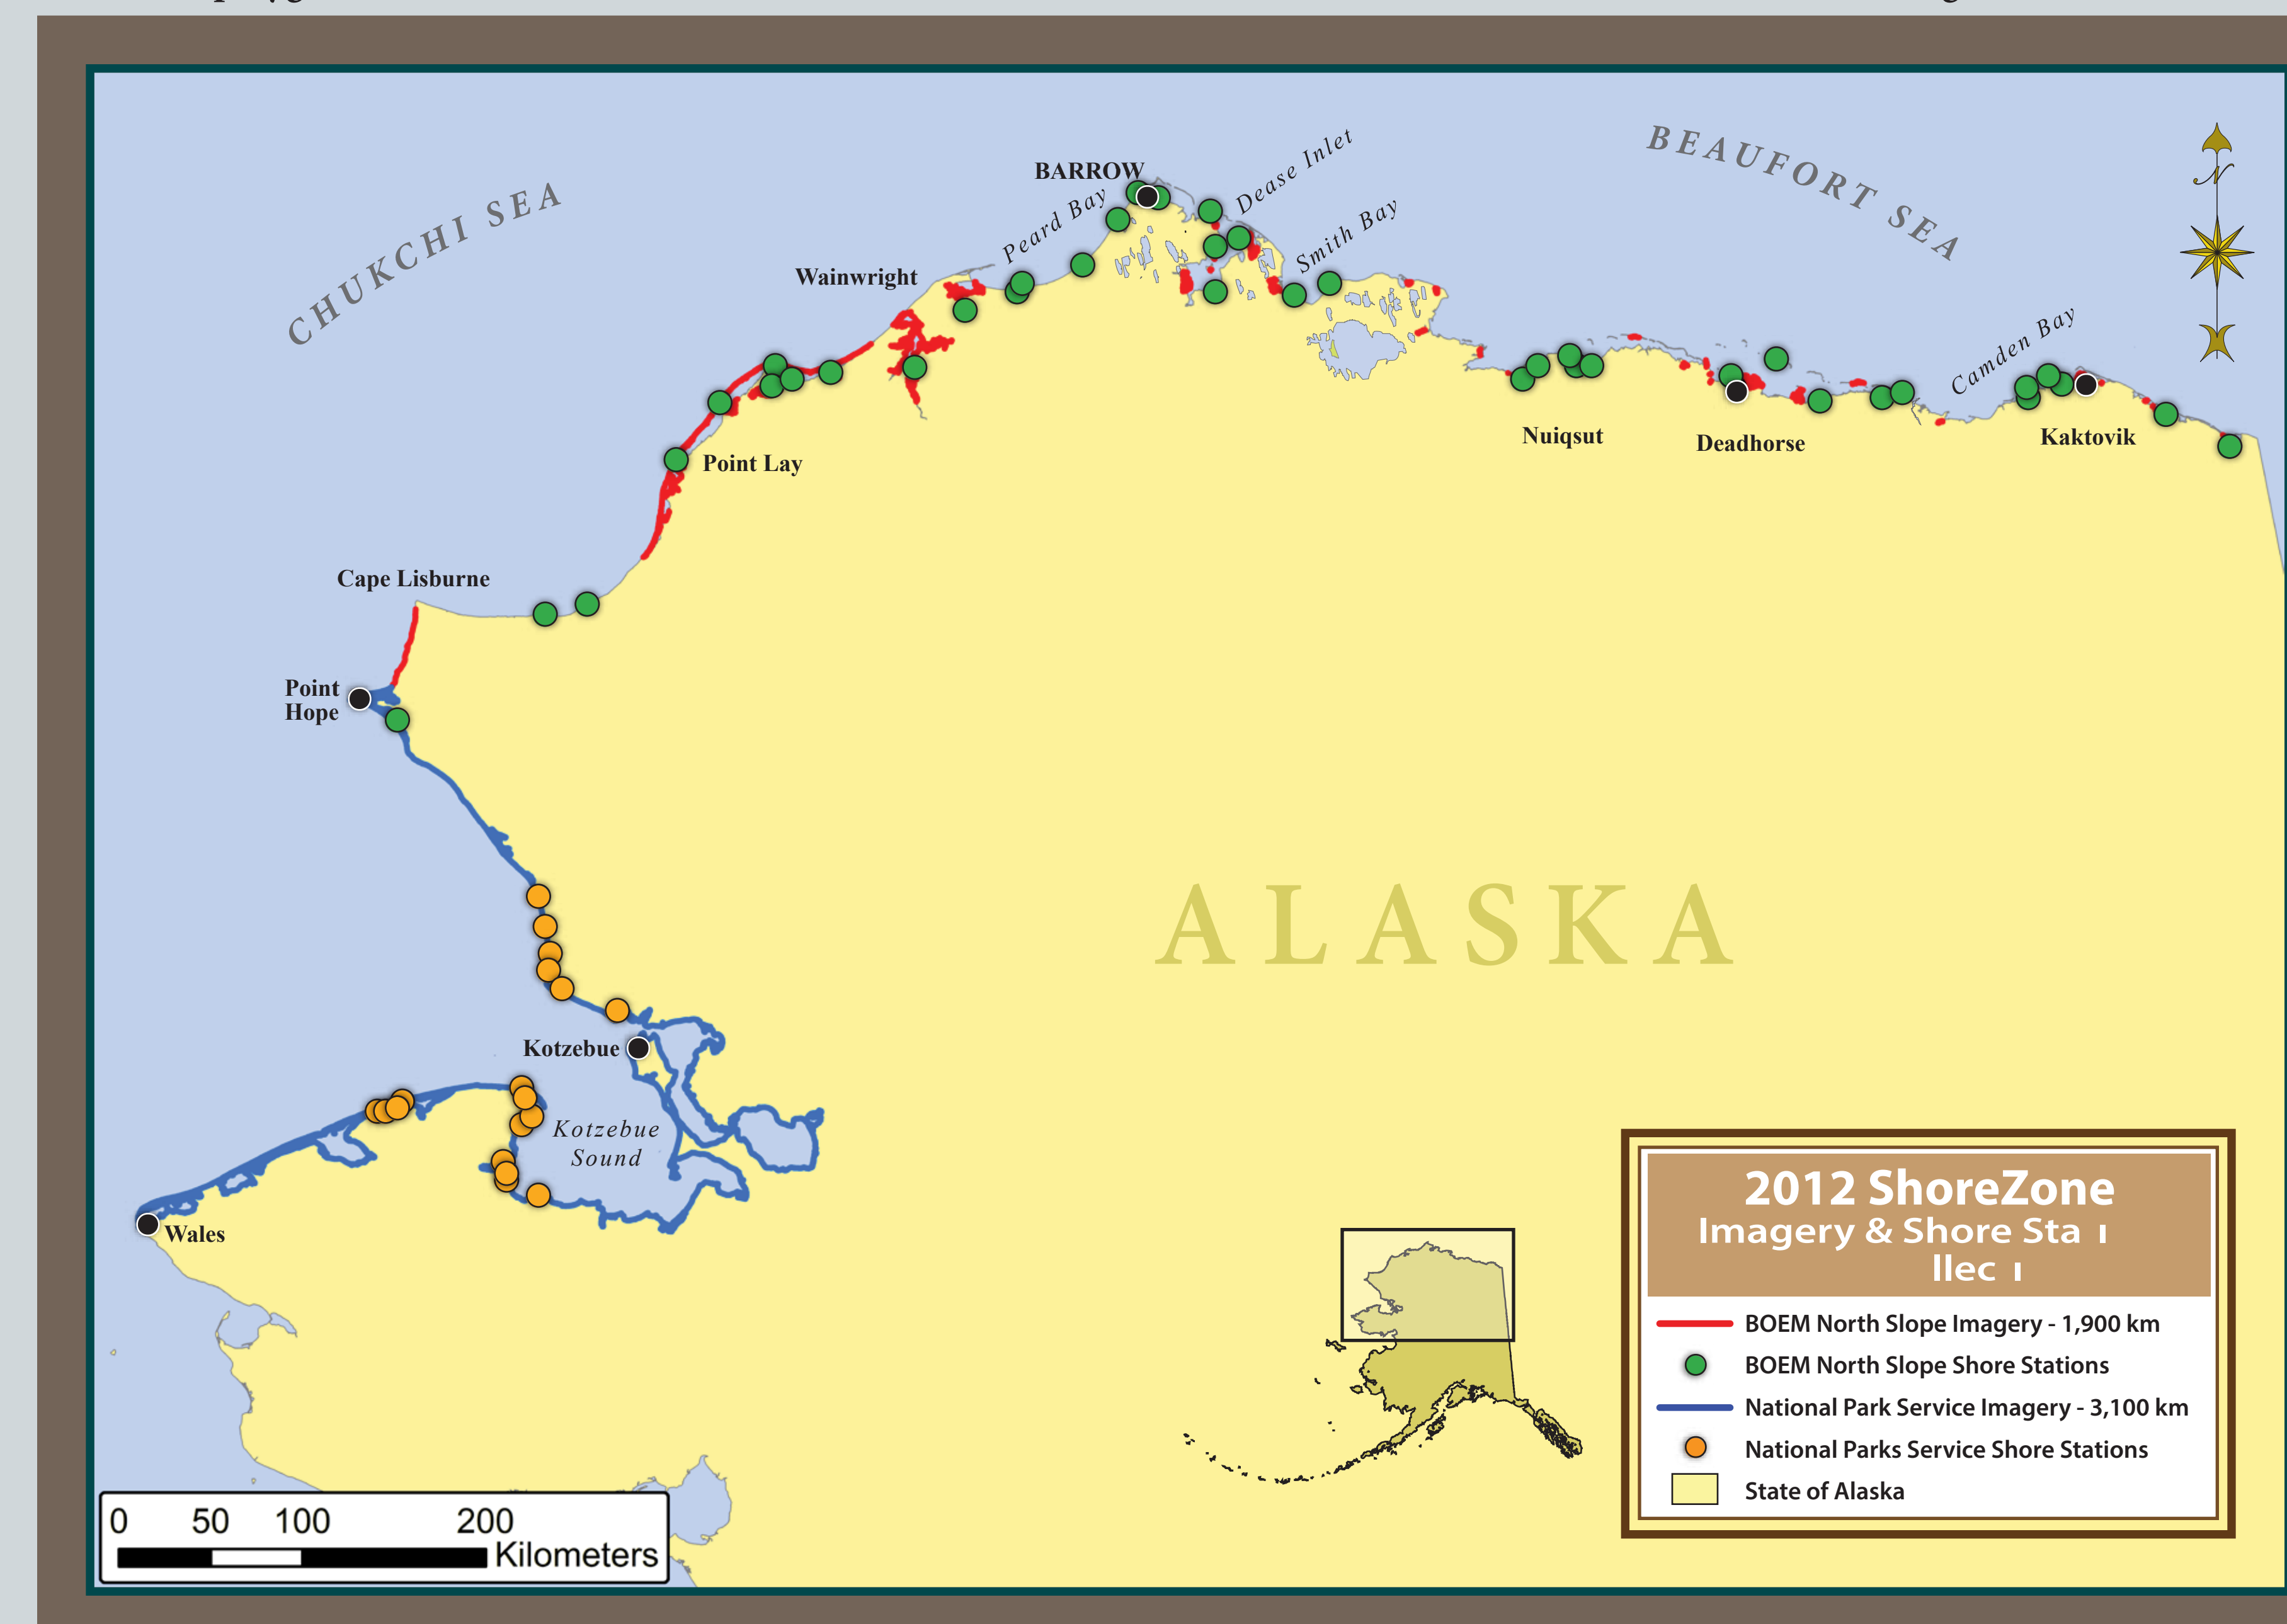 CHUKCHI SEA
BEAUFORT SEA
BARROW
Peard Bay
Dease Inlet
Smith Bay
Wainwright
N
Camden Bay
Point Lay
Nuiqsut
Deadhorse
Kaktovik
Cape Lisburne
Point
Hope
ALASKA
Kotzebue
Kotzebue
Sound
Wales
2012 ShoreZone
Imagery & Shore Sta ı
llec ı
BOEM North Slope Imagery - 1,900 km
BOEM North Slope Shore Stations
National Park Service Imagery - 3,100 km
National Parks Service Shore Stations
State of Alaska
0 50 100 200
Kilometers